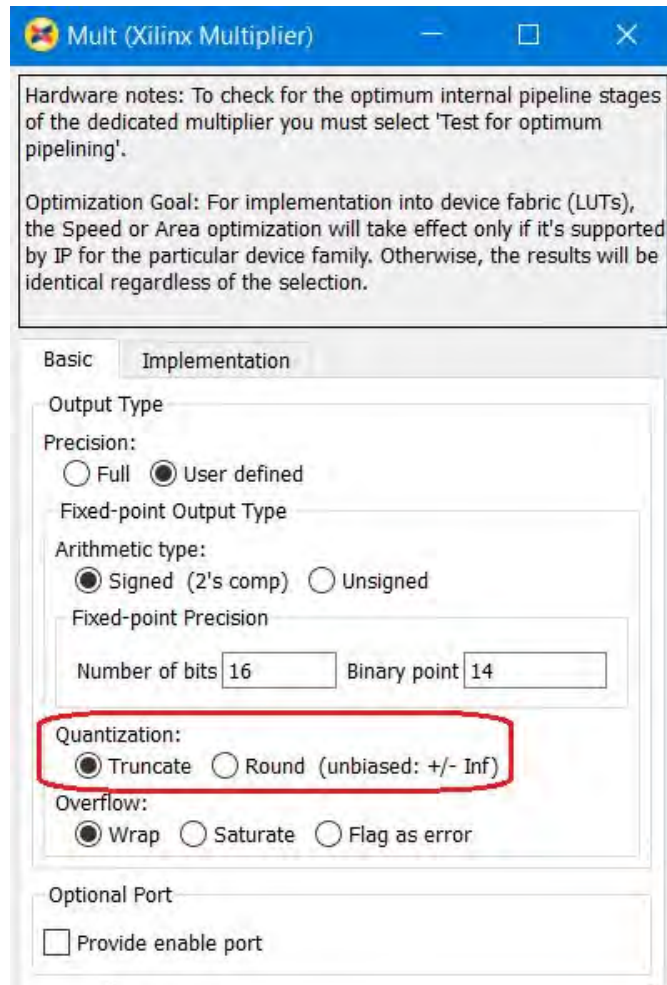 Mult (Xilinx Multiplier)
Hardware notes: To check for the optimum internal pipeline stages
of the dedicated multiplier you must select 'Test for optimum
pipelining'.
Optimization Goal: For implementation into device fabric (LUTs),
the Speed or Area optimization will take effect only if it's supported
by IP for the particular device family. Otherwise, the results will be
identical regardless of the selection.
Basic Implementation
Output Type
Precision:
Full User defined
Fixed-point Output Type
Arithmetic type:
Signed (2's comp) Unsigned
Fixed-point Precision
Number of bits 16 Binary point 14
Quantization:
Truncate Round (unbiased: +/- Inf)
Overflow:
Wrap Saturate Flag as error
Optional Port
Provide enable port